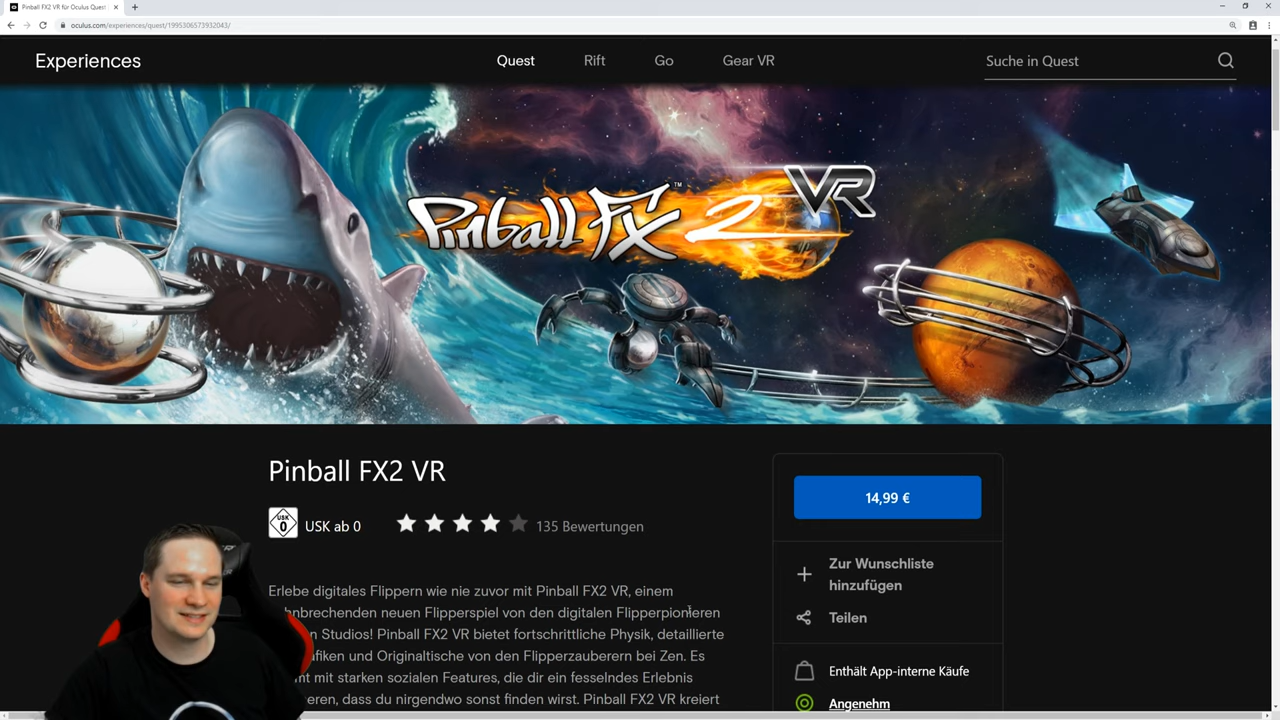 Pinball FX2 VR für Oculus Quest
oculus.com/experiences/quest/1995306573932043/
Experiences
Quest
Rift
Go
Gear VR
Suche in Quest
Pinball FX 2 VR
™
Pinball FX2 VR
USK
0
USK ab 0
135 Bewertungen
14,99 €
Zur Wunschliste
hinzufügen
Teilen
Erlebe digitales Flippern wie nie zuvor mit Pinball FX2 VR, einem
hnbrechenden neuen Flipperspiel von den digitalen Flipperpionieren
n Studios! Pinball FX2 VR bietet fortschrittliche Physik, detaillierte
afiken und Originaltische von den Flipperzauberern bei Zen. Es
mt mit starken sozialen Features, die dir ein fesselndes Erlebnis
eren, dass du nirgendwo sonst finden wirst. Pinball FX2 VR kreiert
Enthält App-interne Käufe
Angenehm